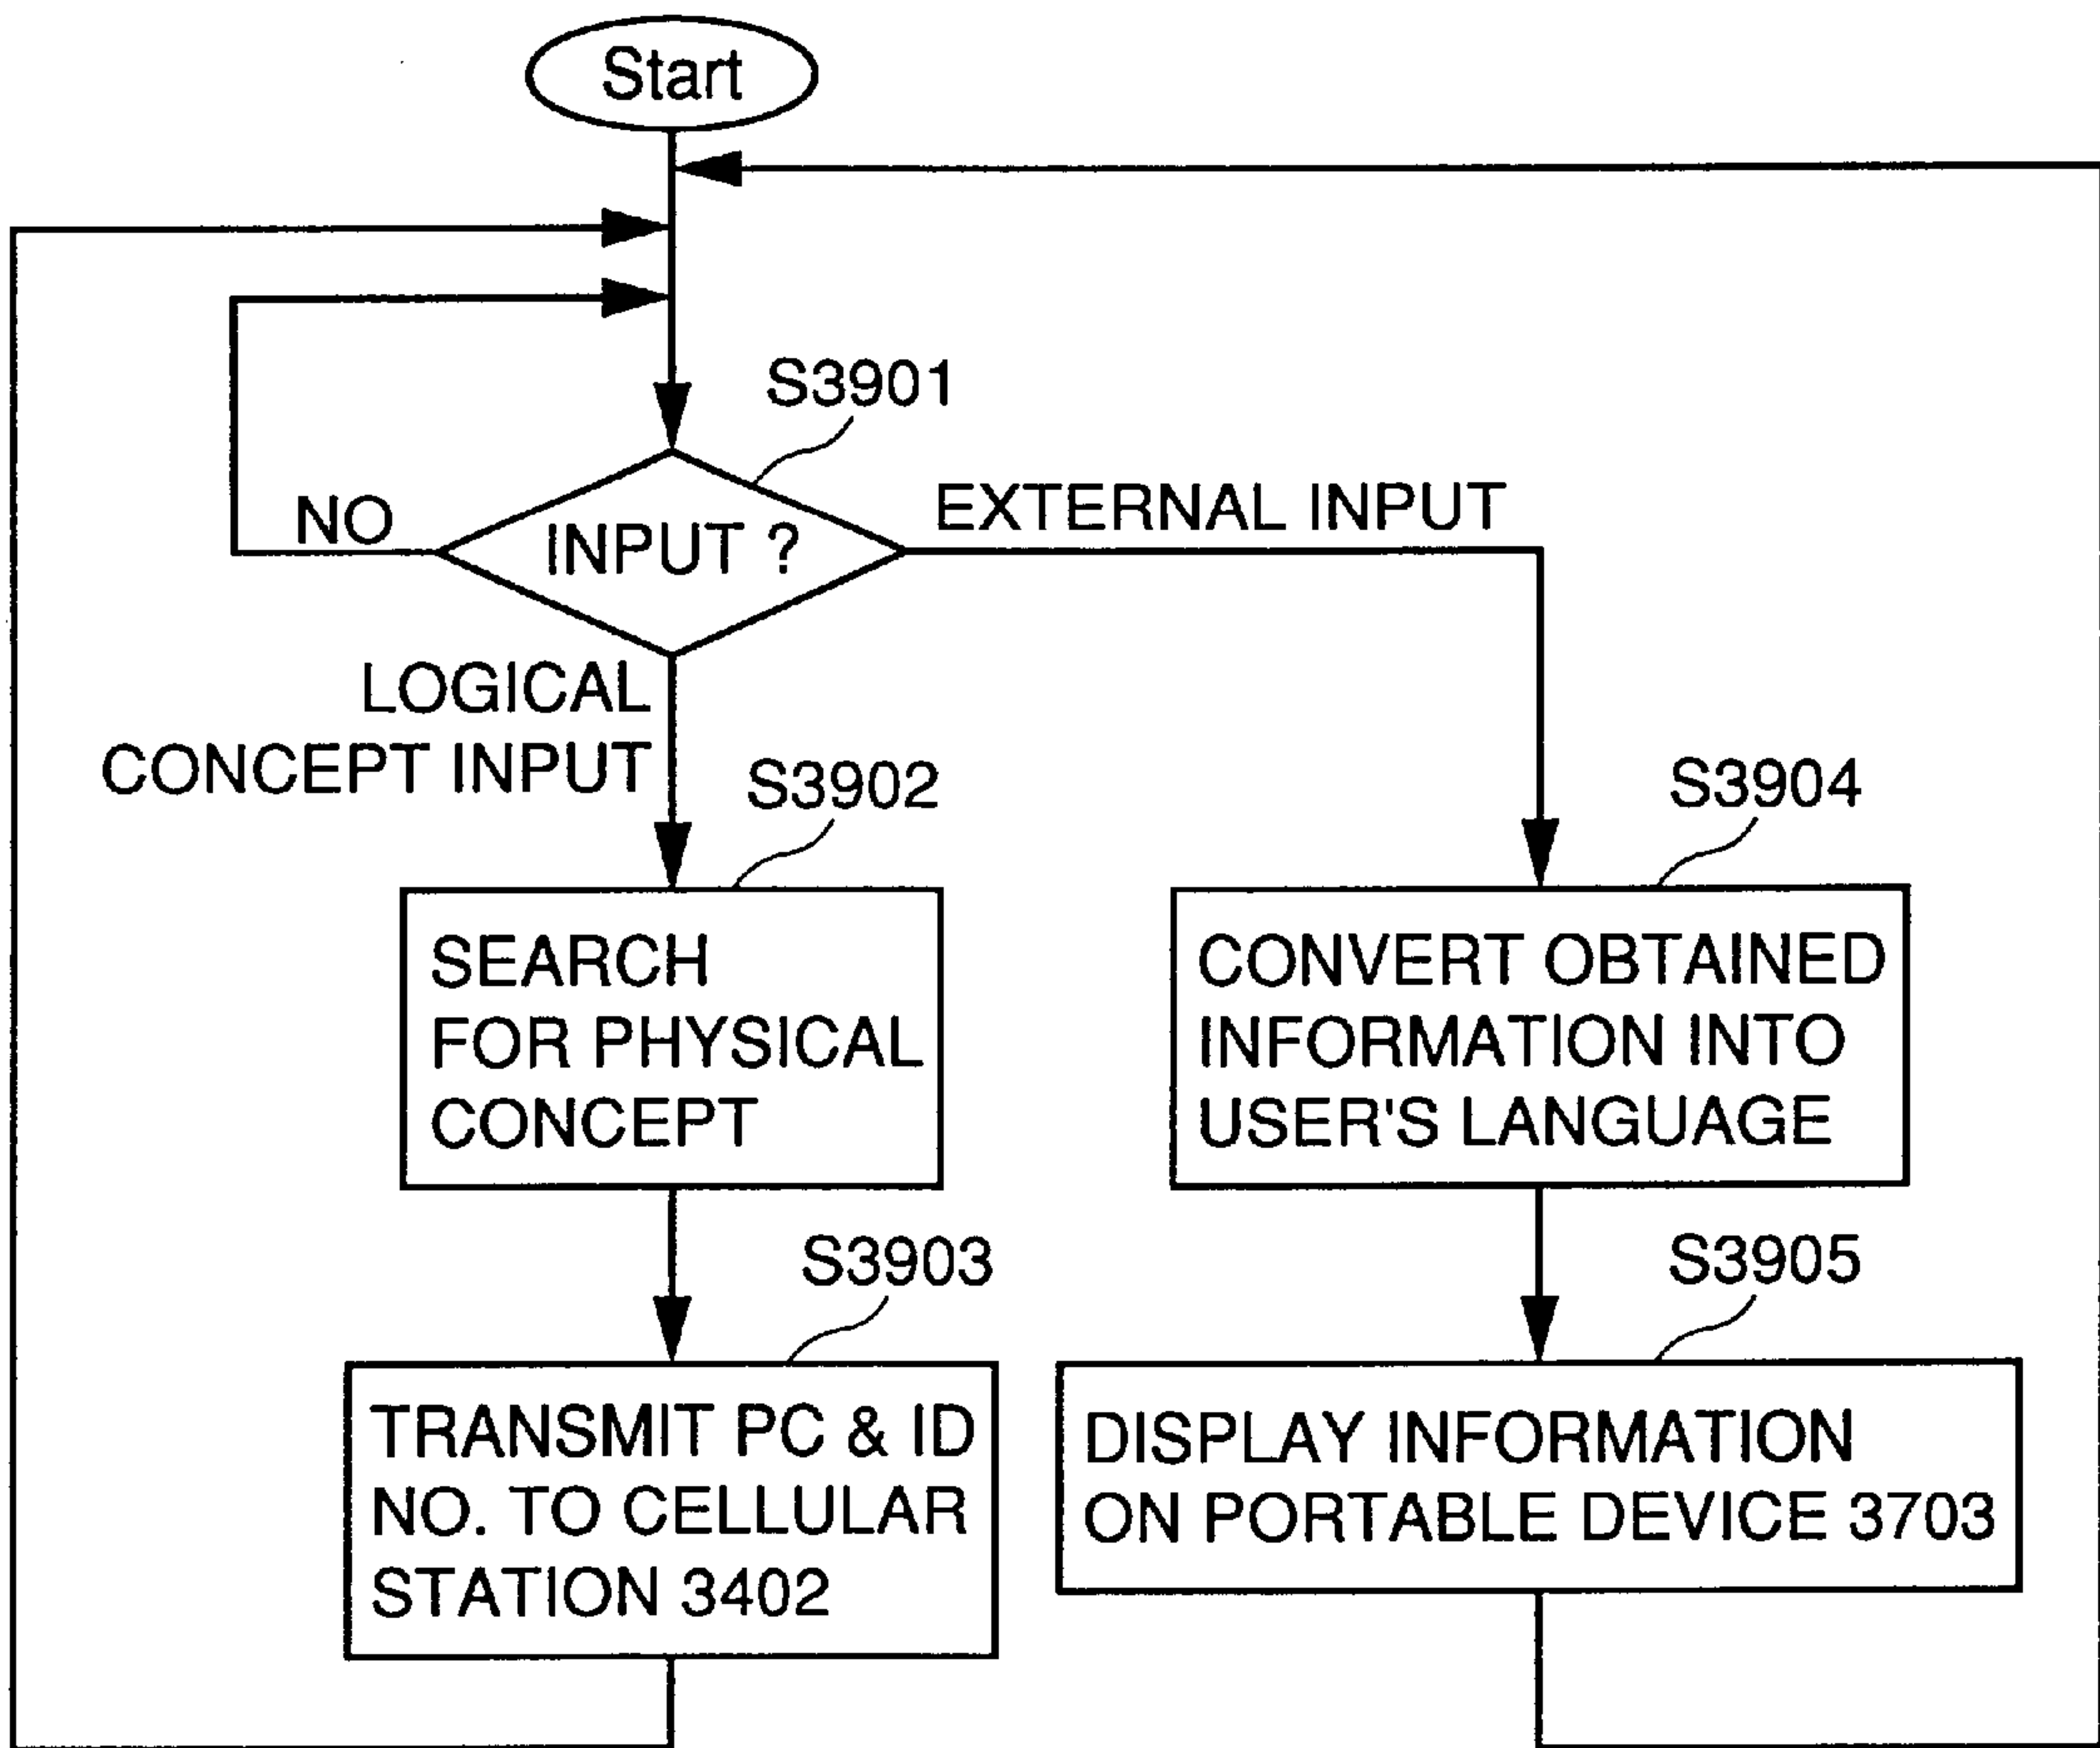 Start
S3901
NO
INPUT ?
EXTERNAL INPUT
LOGICAL
CONCEPT INPUT
S3902
S3904
SEARCH
FOR PHYSICAL
CONCEPT
CONVERT OBTAINED
INFORMATION INTO
USER'S LANGUAGE
S3903
S3905
TRANSMIT PC & ID
NO. TO CELLULAR
STATION 3402
DISPLAY INFORMATION
ON PORTABLE DEVICE 3703